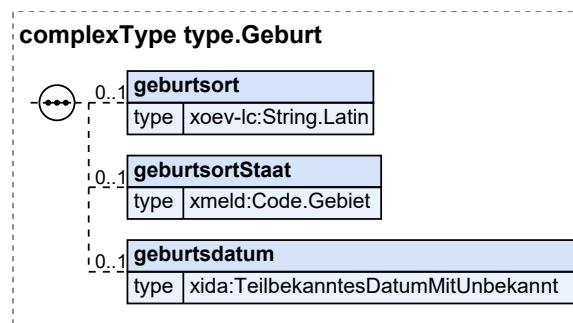 complexType type.Geburt
0..1 geburtsort
type xoev-lc:String.Latin
0..1 geburtsortStaat
type xmeld:Code.Gebiet
0..1 geburtsdatum
type xida:TeilbekanntesDatumMitUnbekannt